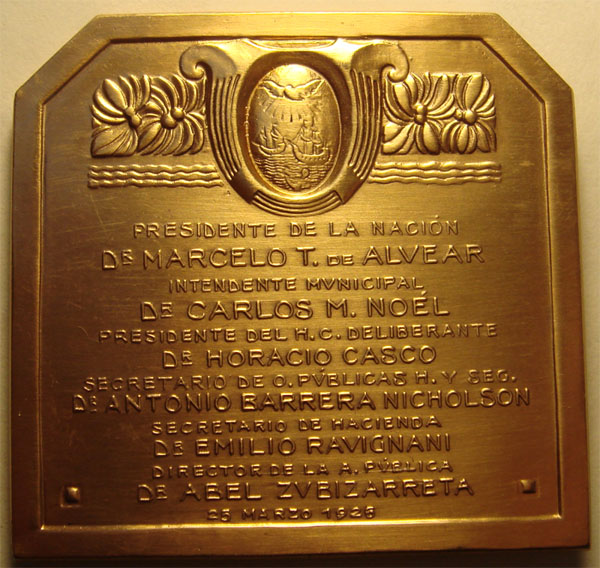 PRESIDENTE DE LA NACIÓN
DR MARCELO T. DE ALVEAR
INTENDENTE MVNICIPAL
DR CARLOS M. NOÉL
PRESIDENTE DEL H. C. DELIBERANTE
DR HORACIO CASCO
SECRETARIO DE O. PÚBLICAS H. Y SEG.
DR ANTONIO BARRERA NICHOLSON
SECRETARIO DE HACIENDA
DR EMILIO RAVIGNANI
DIRECTOR DE LA A. PÚBLICA
DR ABEL ZVBIZARRETA
25 MARZO 1926